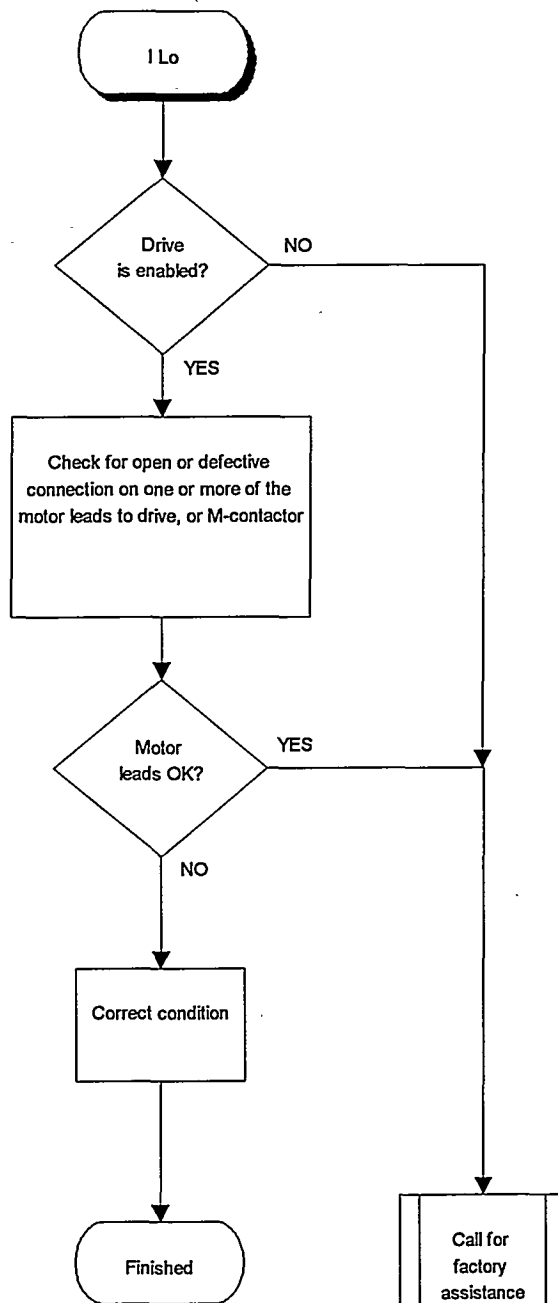 I Lo
Drive
is enabled?
NO
YES
Check for open or defective
connection on one or more of the
motor leads to drive, or M-contactor
Motor
leads OK?
YES
NO
Correct condition
Finished
Call for
factory
assistance